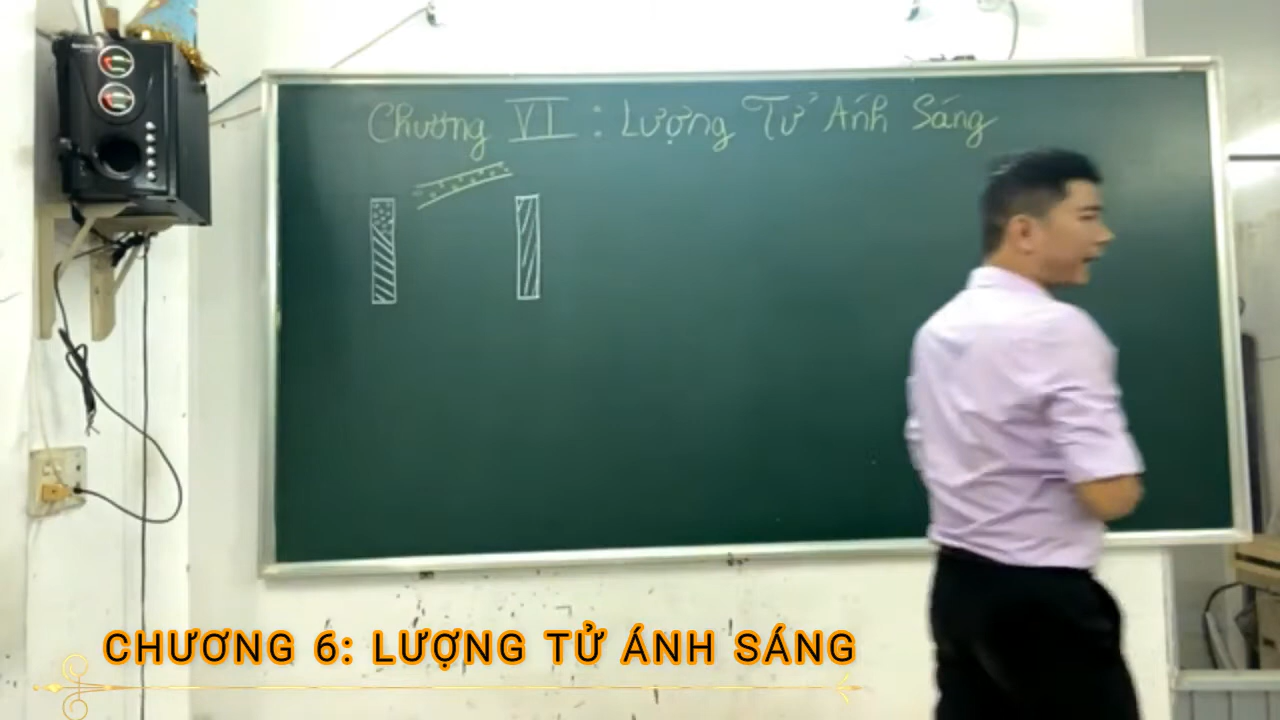 Chương VI : Lượng Tử Ánh Sáng
CHƯƠNG 6: LƯỢNG TỬ ÁNH SÁNG